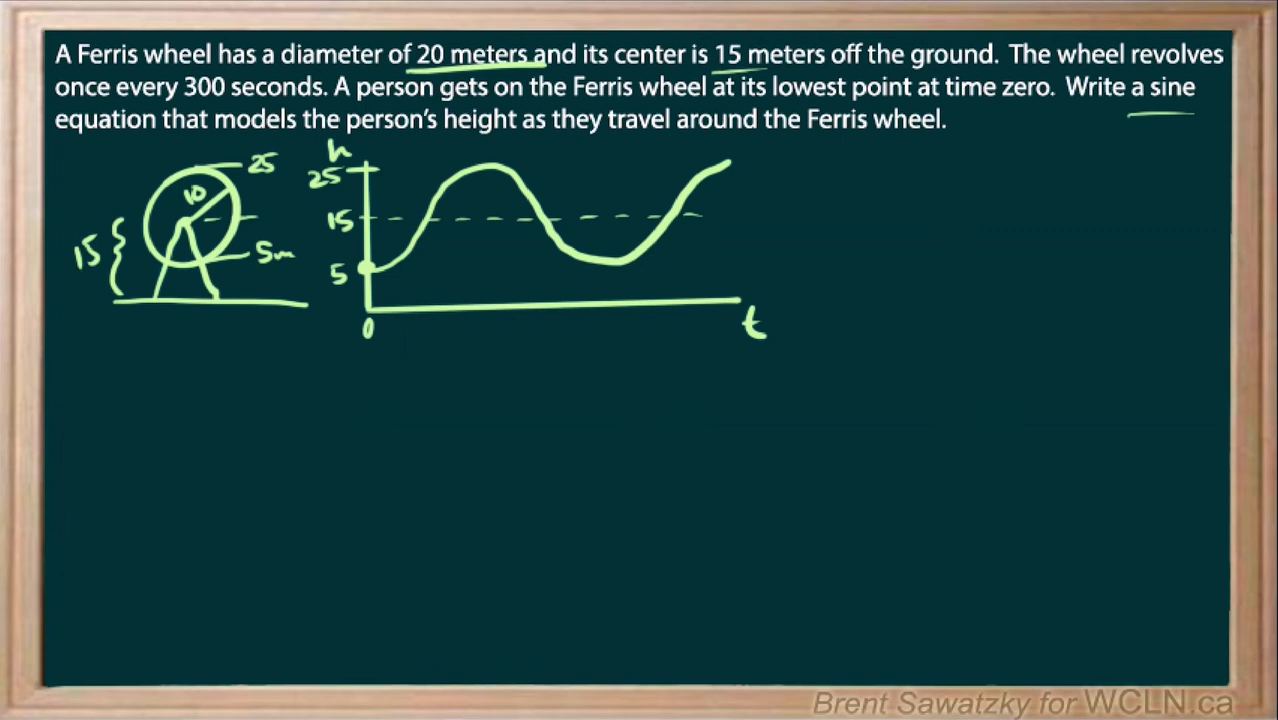 A Ferris wheel has a diameter of 20 meters and its center is 15 meters off the ground. The wheel revolves
once every 300 seconds. A person gets on the Ferris wheel at its lowest point at time zero. Write a sine
equation that models the person's height as they travel around the Ferris wheel.
h
25
25
10
15
15
5m
5
0
t
Brent Sawatzky for WCLN.ca